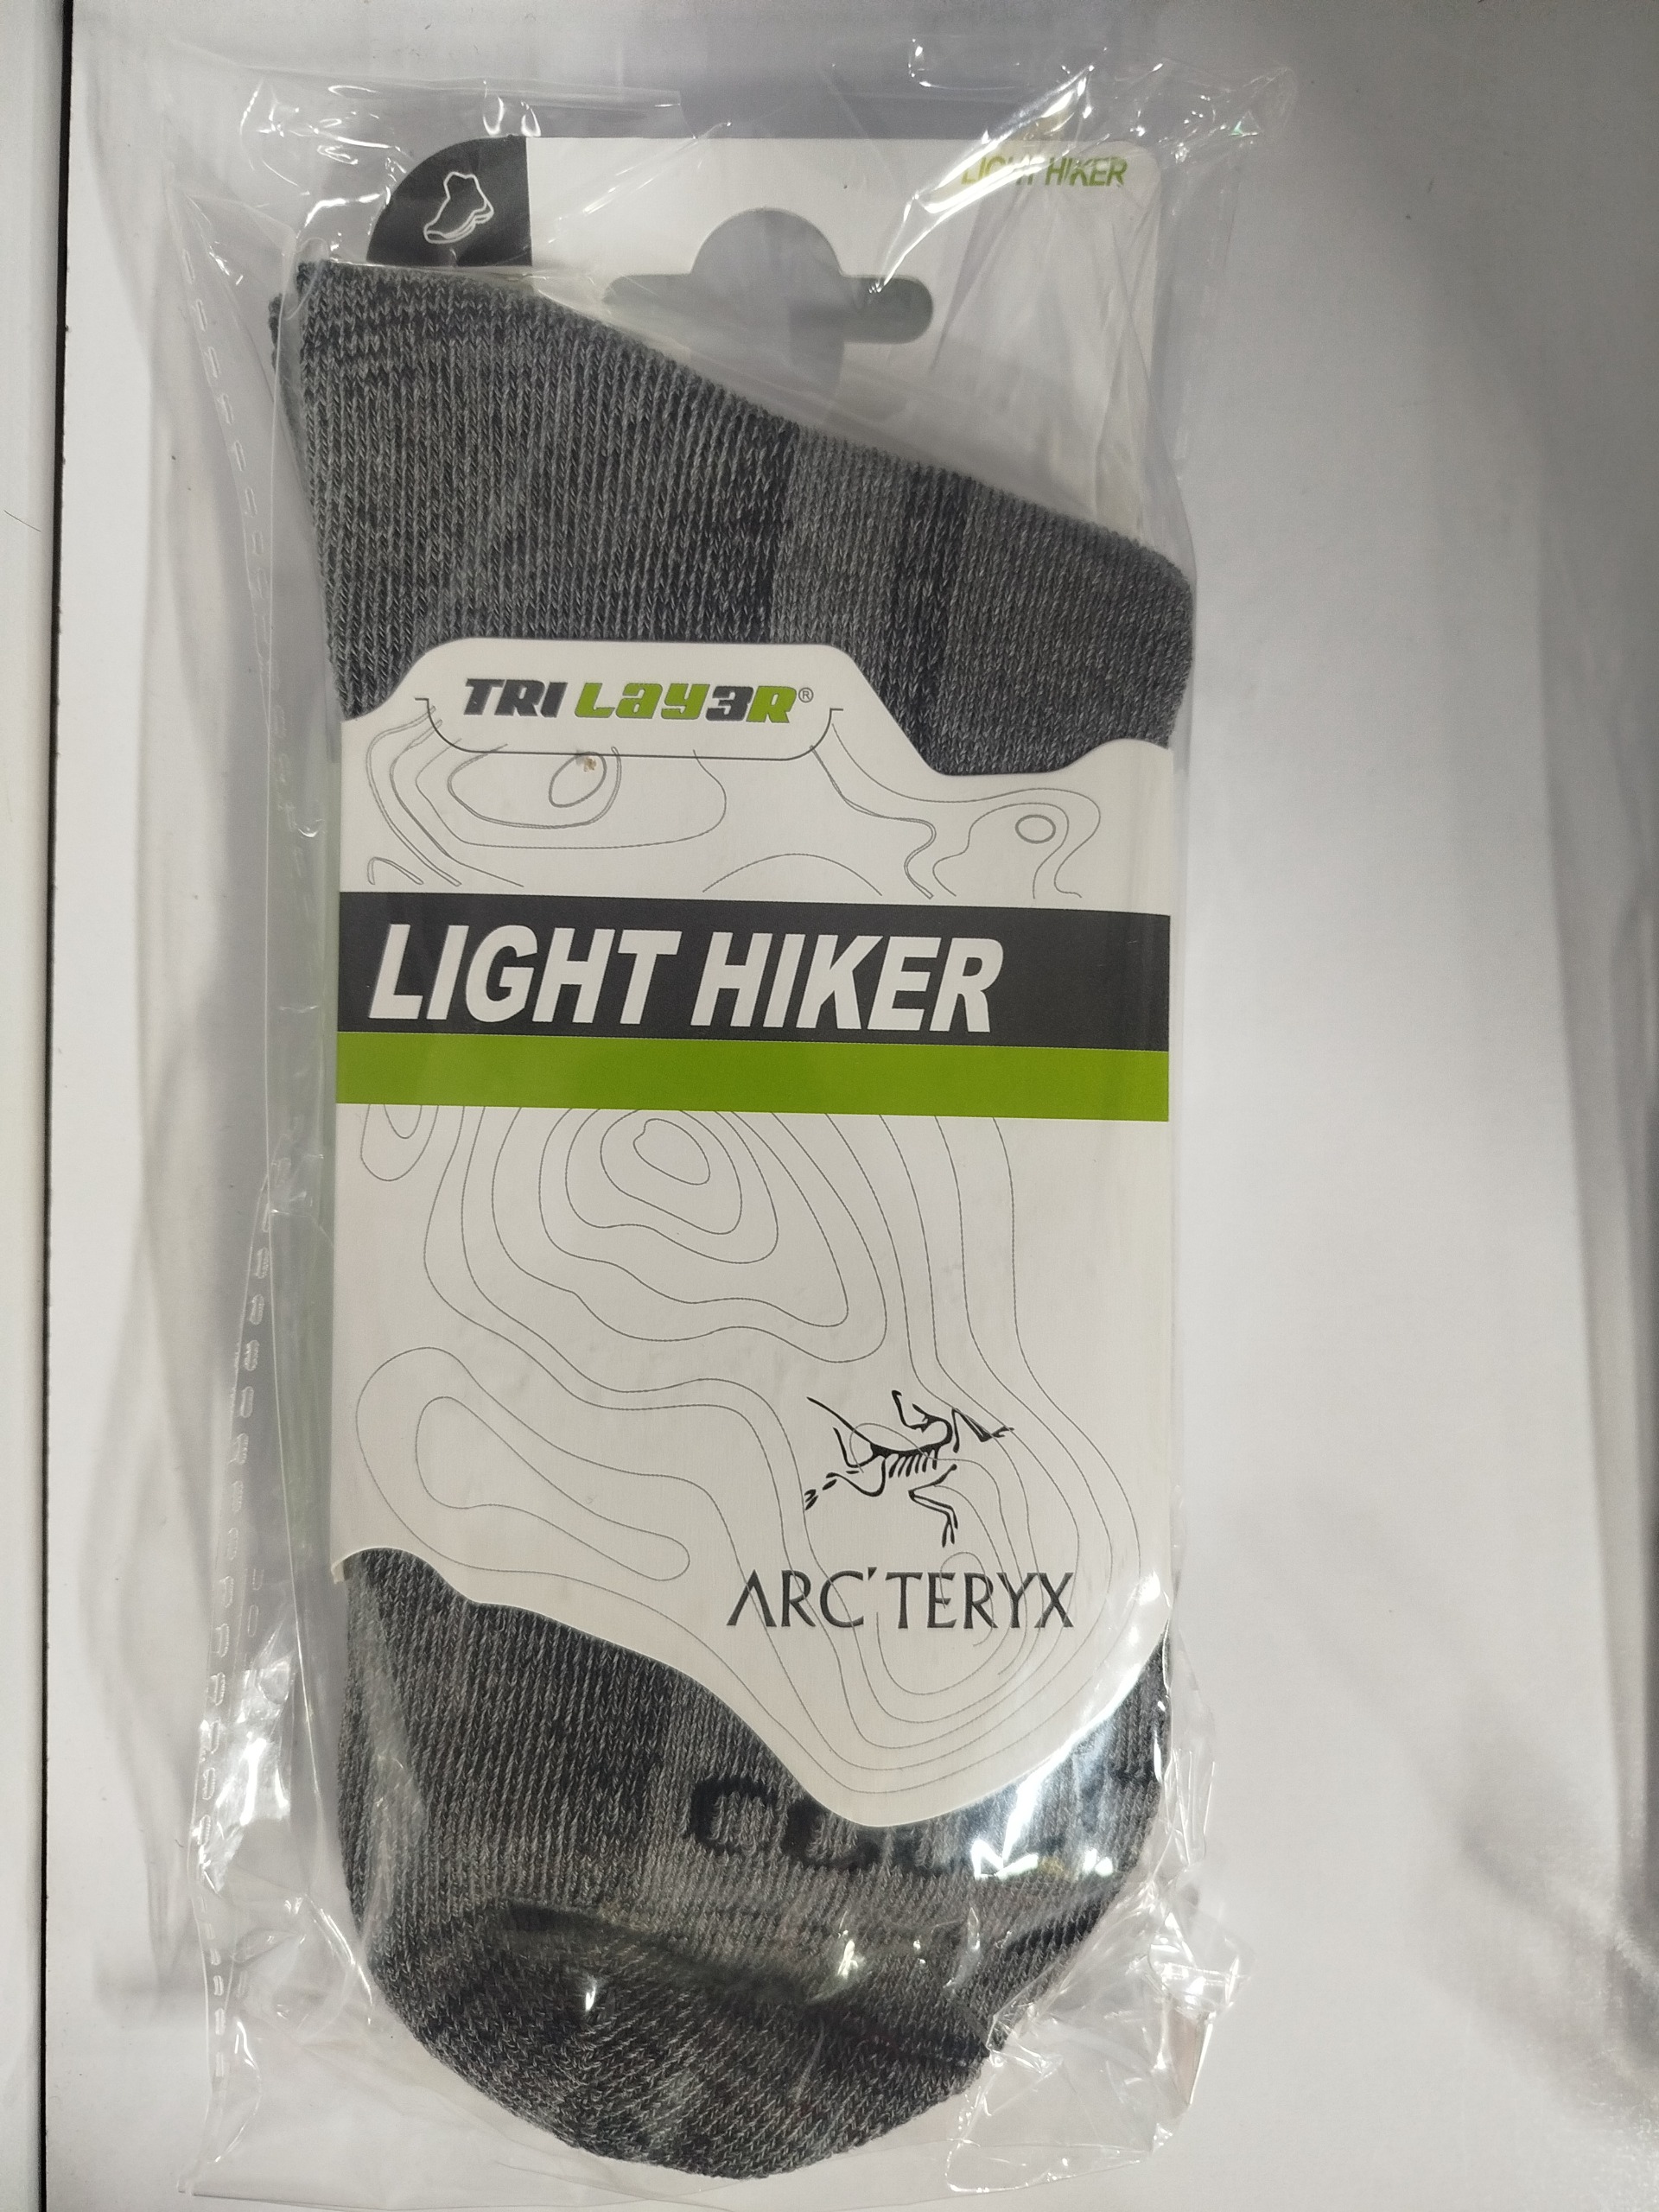 LIGHT HIKER
TRI LAY3R®
LIGHT HIKER
ARC'TERYX